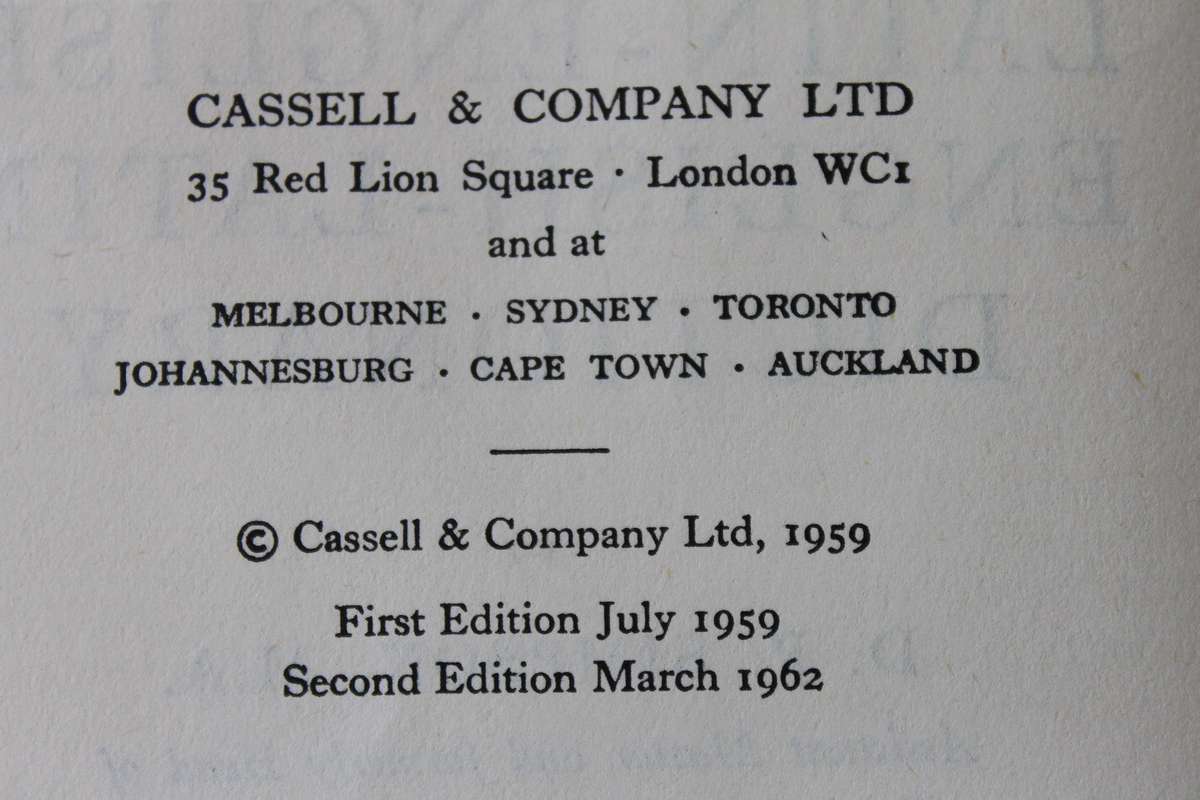 CASSELL & COMPANY LTD
35 Red Lion Square · London WC1
and at
MELBOURNE · SYDNEY · TORONTO
JOHANNESBURG · CAPE TOWN · AUCKLAND
© Cassell & Company Ltd, 1959
First Edition July 1959
Second Edition March 1962